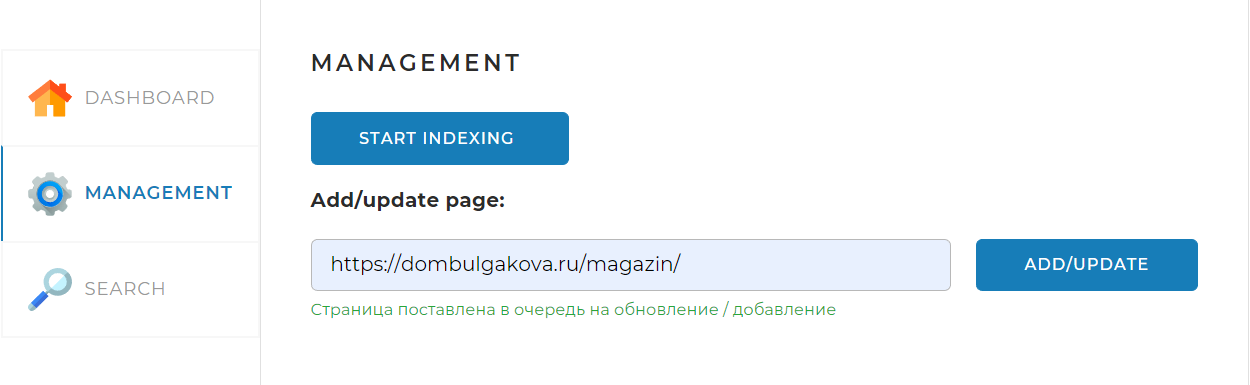 DASHBOARD
MANAGEMENT
SEARCH
MANAGEMENT
START INDEXING
Add/update page:
https://dombulgakova.ru/magazin/
ADD/UPDATE
Страница поставлена в очередь на обновление / добавление